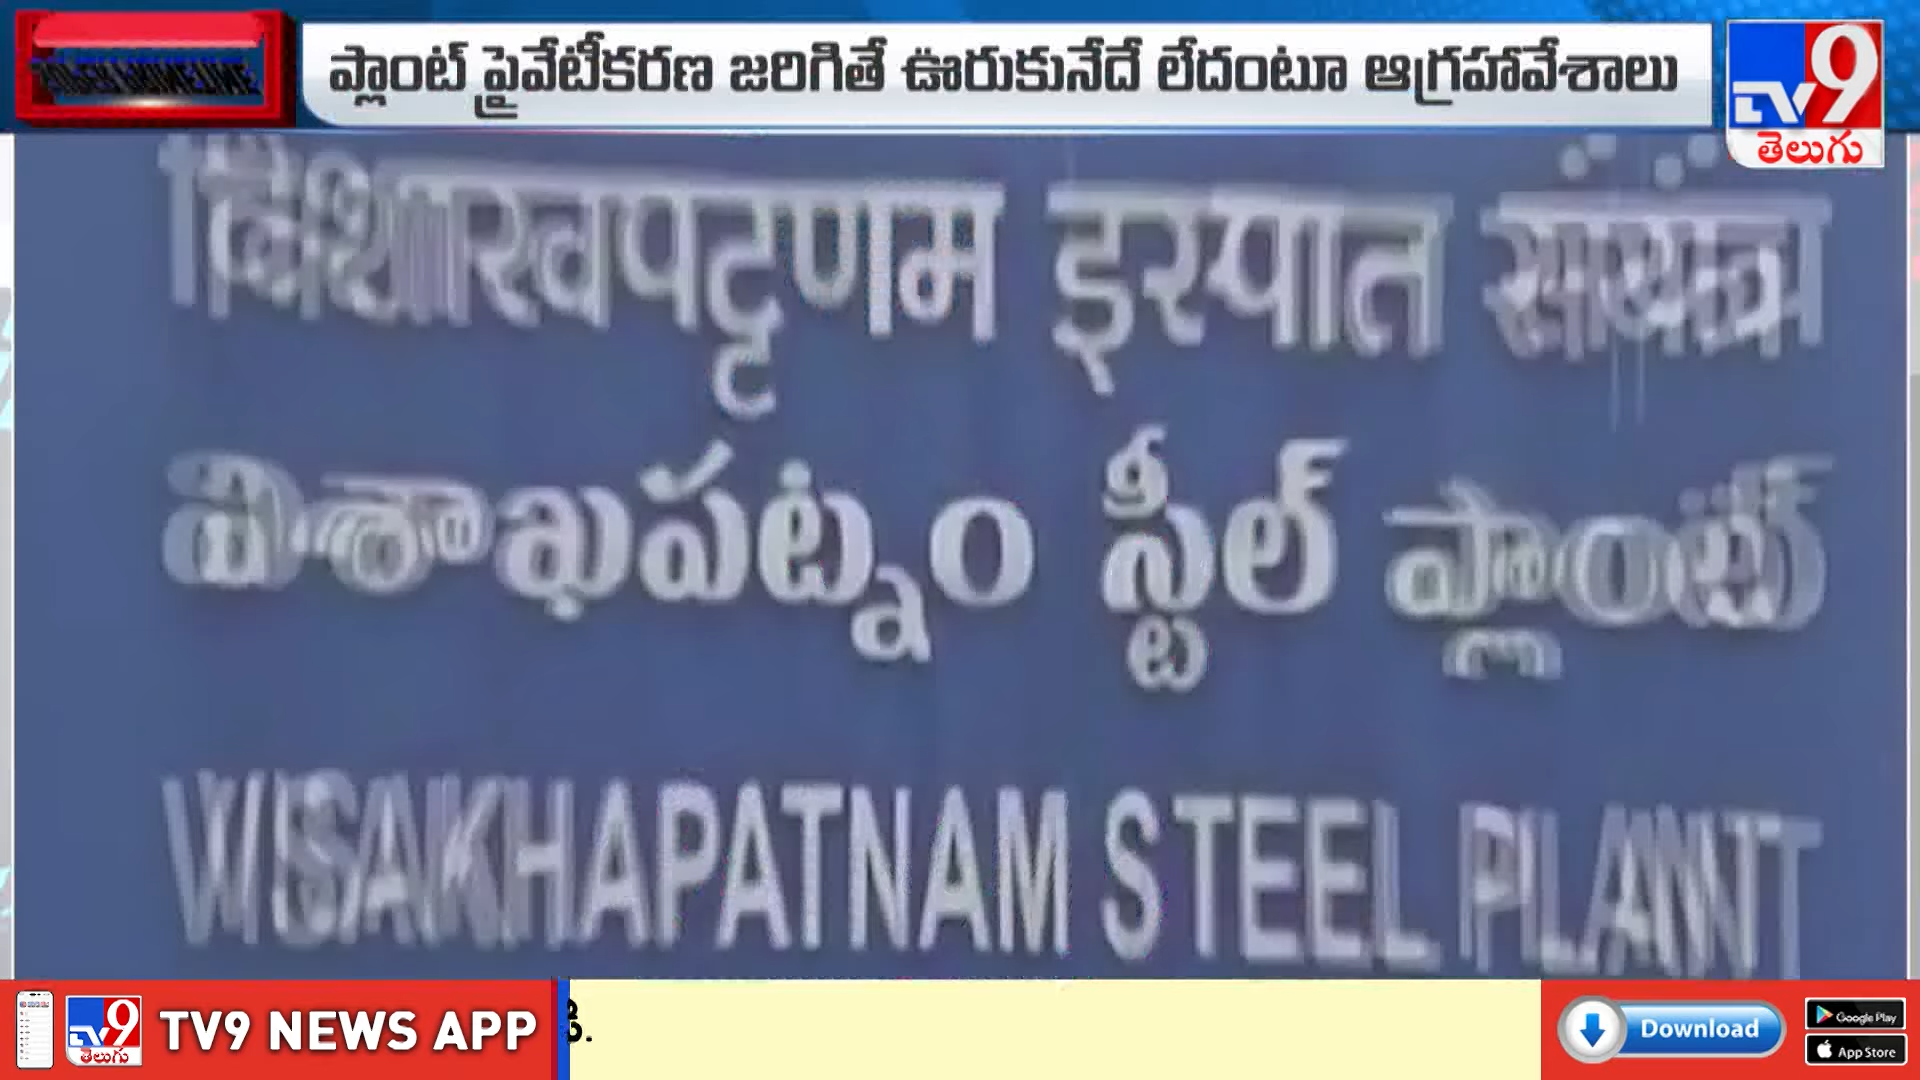 ప్లాంట్ ప్రైవేటీకరణ జరిగితే ఊరుకునేదే లేదంటూ ఆగ్రహావేశాలు
TV9
తెలుగు
विशाखपट्टणम इस्पात संयंत्र
విశాఖపట్నం స్టీల్ ప్లాంట్
VISAKHAPATNAM STEEL PLANT
TV9
తెలుగు
TV9 NEWS APP
Download
Google Play
App Store